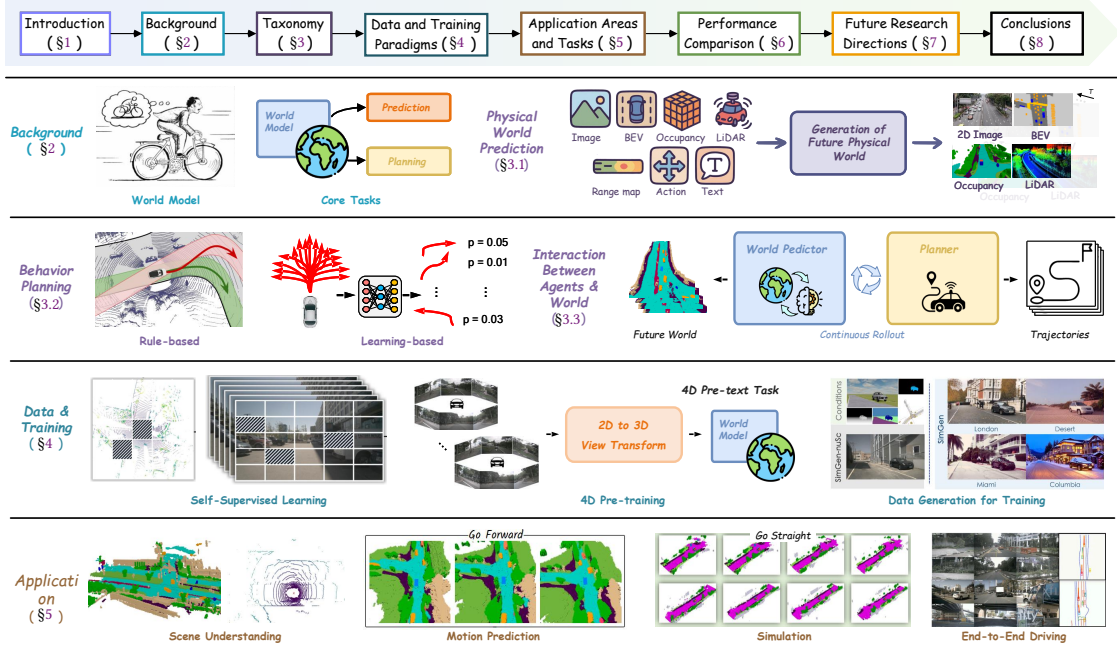 Introduction
( §1 )
Background
( §2 )
Taxonomy
( §3 )
Data and Training
Paradigms ( §4 )
Application Areas
and Tasks ( §5 )
Performance
Comparison ( §6 )
Future Research
Directions ( §7 )
Conclusions
( §8 )
Background
( §2 )
World Model
World
Model
Prediction
Planning
Core Tasks
Physical
World
Prediction
(§3.1)
Image
BEV
Occupancy
LiDAR
Range map
Action
T
Text
Generation of
Future Physical
World
T
2D Image
BEV
Occupancy
LiDAR
Occupancy
LiDAR
Behavior
Planning
(§3.2)
Rule-based
p = 0.05
p = 0.01
p = 0.03
Learning-based
Interaction
Between
Agents &
World
(§3.3)
Future World
World Pedictor
Planner
Continuous Rollout
Trajectories
Data &
Training
(§4 )
Self-Supervised Learning
2D to 3D
View Transform
4D Pre-text Task
World
Model
4D Pre-training
Conditions
SimGen-nuSc
SimGen
London
Desert
Miami
Columbia
Data Generation for Training
Applicati
on
( §5 )
Scene Understanding
Go Forward
Motion Prediction
Go Straight
Simulation
End-to-End Driving